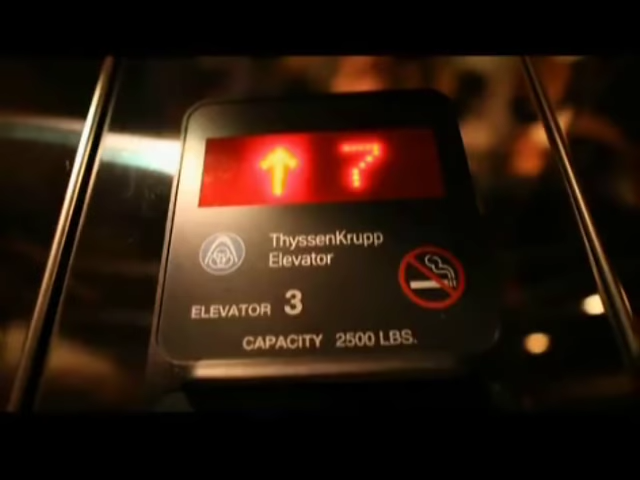 ↑ 7
ThyssenKrupp
Elevator
ELEVATOR 3
CAPACITY 2500 LBS.